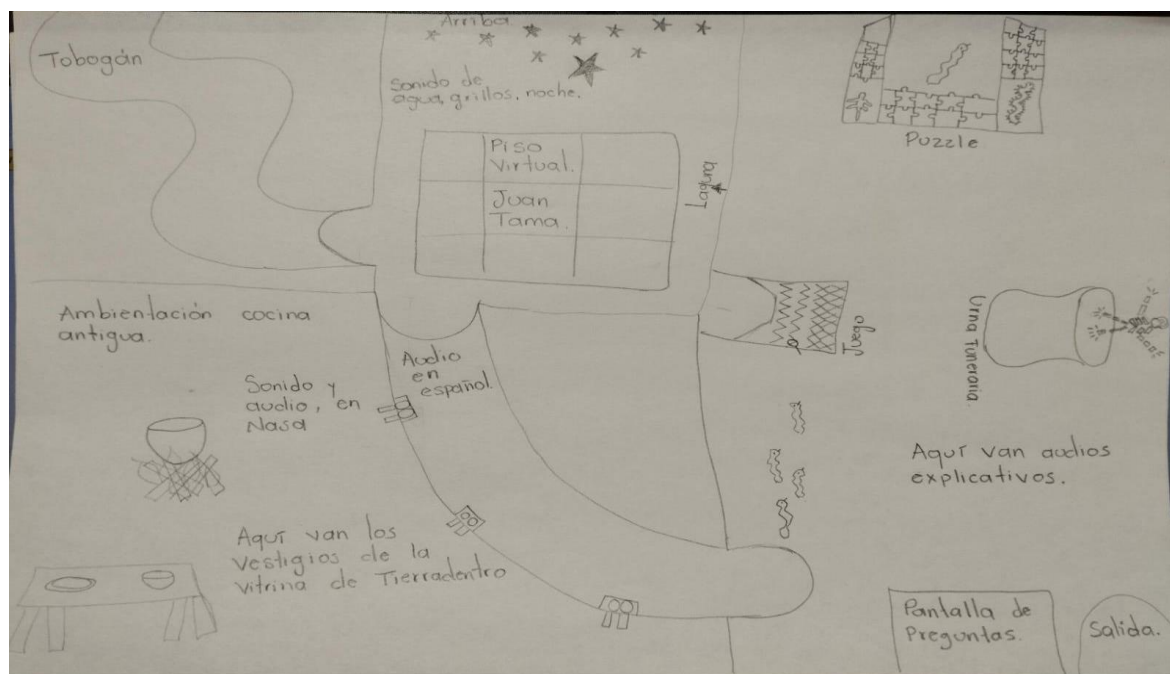 Tobogán
Arriba
Sonido de
agua, grillos, noche.
Piso
Virtual.
Juan
Tama.
Laguna
Puzzle
Juego
Urna Funeraria.
Ambientación cocina
antigua.
Audio
en
español.
Sonido y
audio, en
Nasa
Aquí van los
vestigios de la
vitrina de Tierradentro
Aquí van audios
explicativos.
Pantalla de
Preguntas.
Salida.